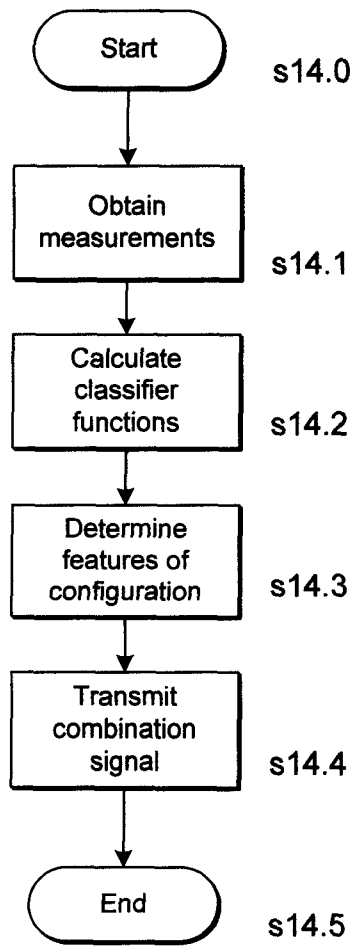 Start
s14.0
Obtain
measurements
s14.1
Calculate
classifier
functions
s14.2
Determine
features of
configuration
s14.3
Transmit
combination
signal
s14.4
End
s14.5